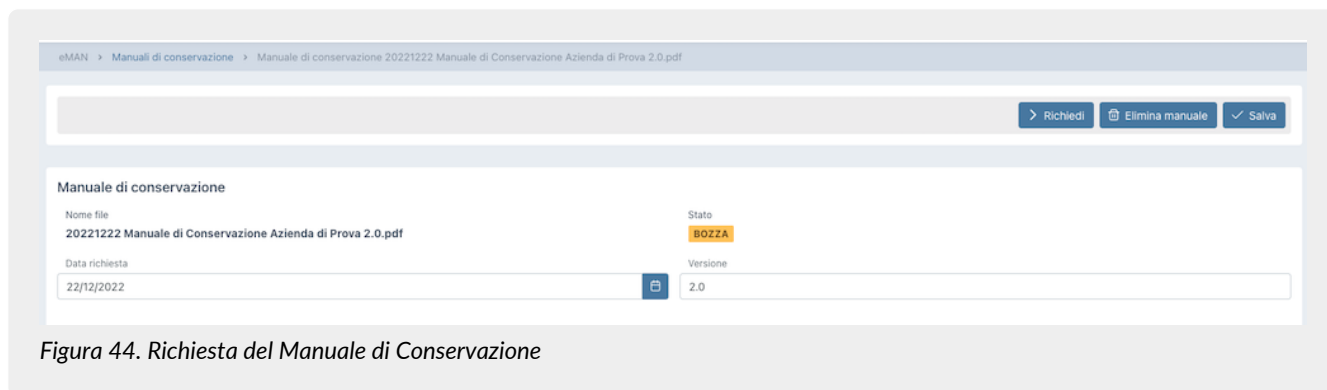 eMAN > Manuali di conservazione > Manuale di conservazione 20221222 Manuale di Conservazione Azienda di Prova 2.0.pdf
Richiedi Elimina manuale Salva
Manuale di conservazione
Nome file Stato
20221222 Manuale di Conservazione Azienda di Prova 2.0.pdf BOZZA
Data richiesta Versione
22/12/2022 2.0
Figura 44. Richiesta del Manuale di Conservazione